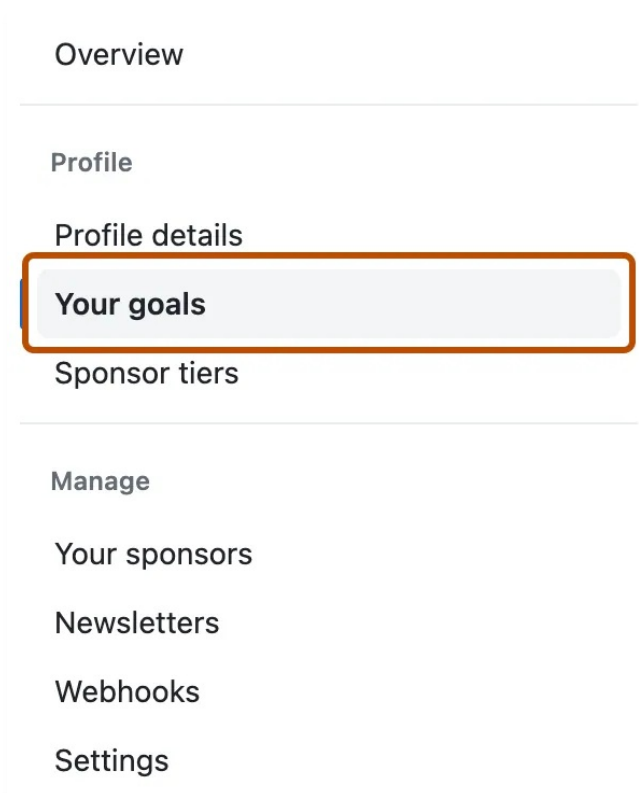 Overview
Profile
Profile details
Your goals
Sponsor tiers
Manage
Your sponsors
Newsletters
Webhooks
Settings